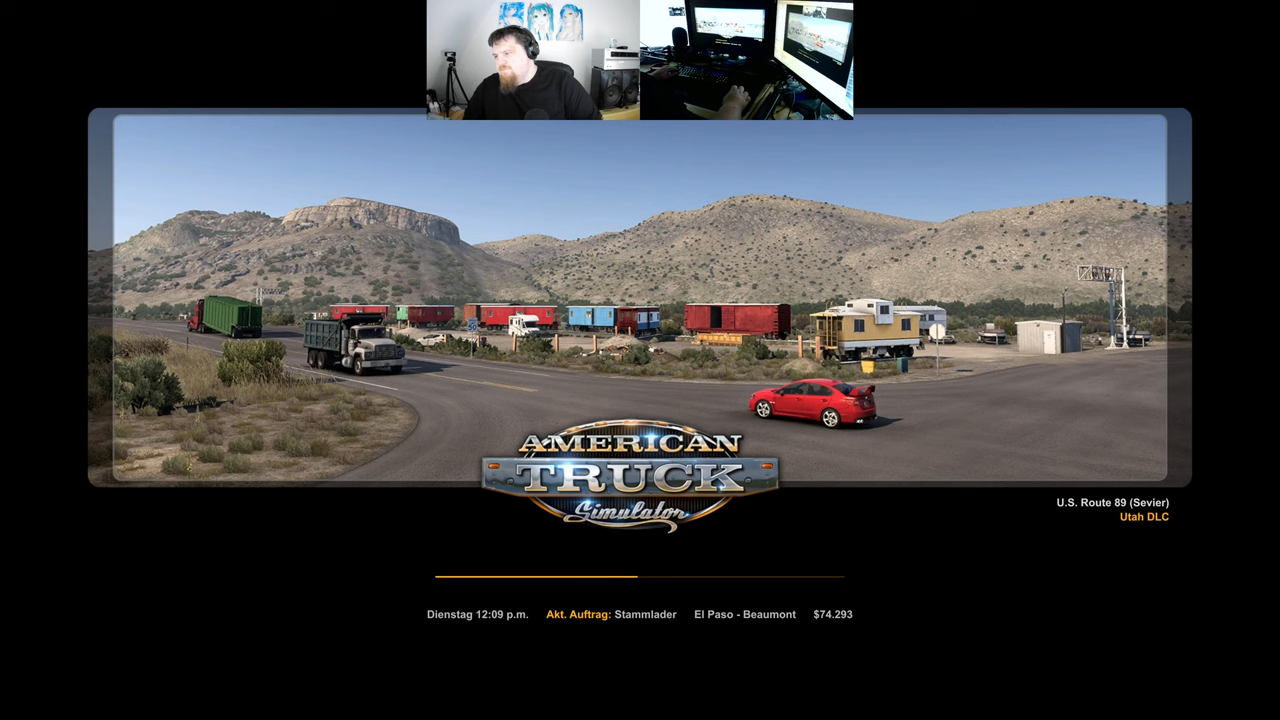 AMERICAN
TRUCK
Simulator
U.S. Route 89 (Sevier)
Utah DLC
Dienstag 12:09 p.m. Akt. Auftrag: Stammlader El Paso - Beaumont $74.293